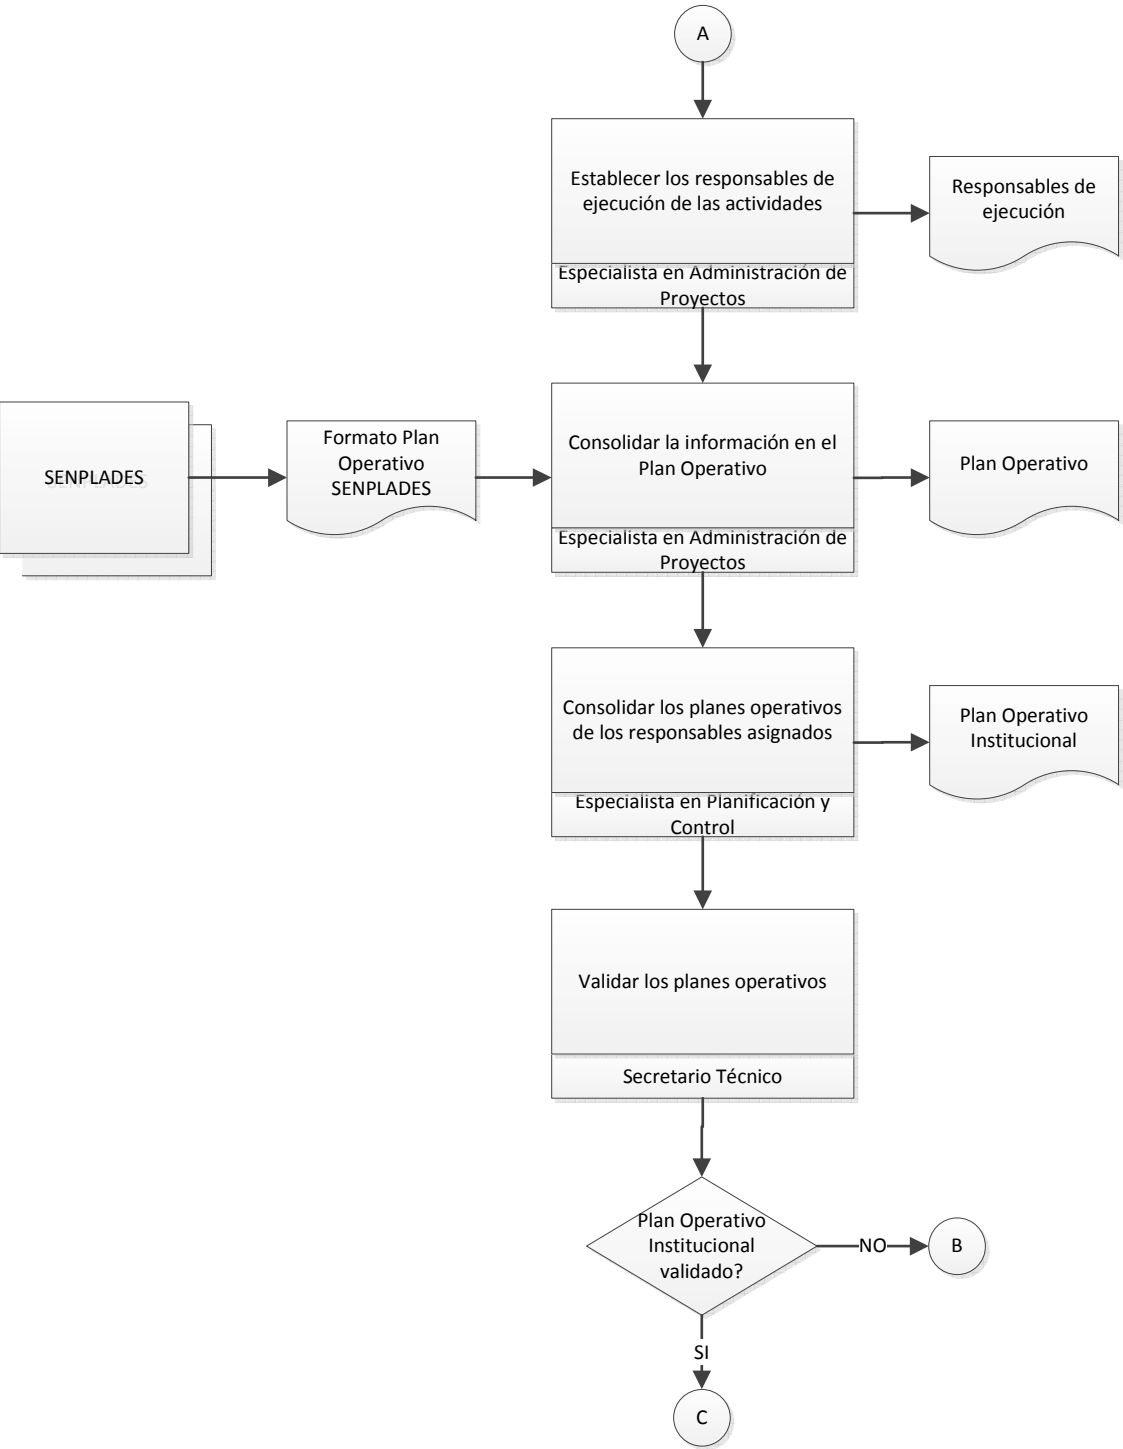 A
Establecer los responsables de
ejecución de las actividades
Especialista en Administración de
Proyectos
Responsables de
ejecución
SENPLADES
Formato Plan
Operativo
SENPLADES
Consolidar la información en el
Plan Operativo
Especialista en Administración de
Proyectos
Plan Operativo
Consolidar los planes operativos
de los responsables asignados
Especialista en Planificación y
Control
Plan Operativo
Institucional
Validar los planes operativos
Secretario Técnico
Plan Operativo
Institucional
validado?
NO
B
SI
C